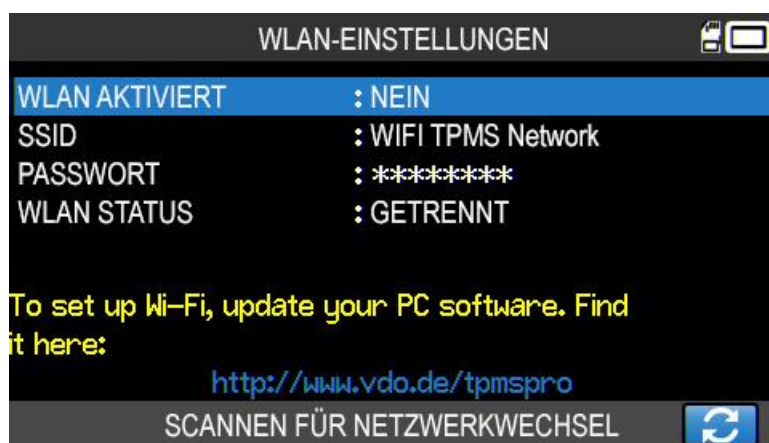 WLAN-EINSTELLUNGEN
WLAN AKTIVIERT : NEIN
SSID : WIFI TPMS Network
PASSWORT : ********
WLAN STATUS : GETRENNT
To set up Wi-Fi, update your PC software. Find
it here:
http://www.vdo.de/tpmspro
SCANNEN FÜR NETZWERKWECHSEL